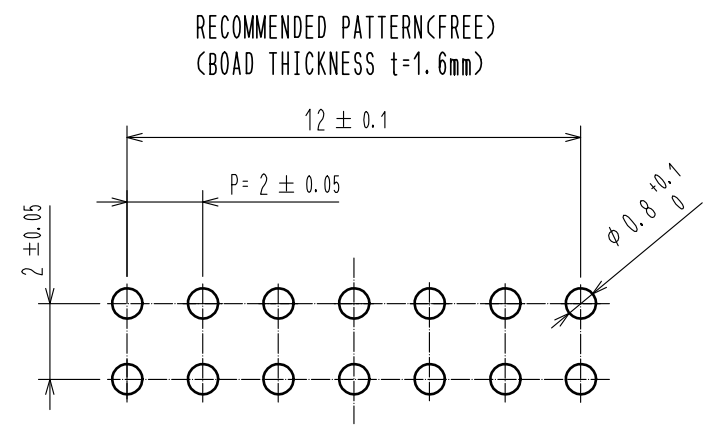 RECOMMENDED PATTERN(FREE)
(BOAD THICKNESS t=1.6mm)
12 ± 0.1
P= 2 ± 0.05
2 ±0.05
φ 0.8 +0.1 0